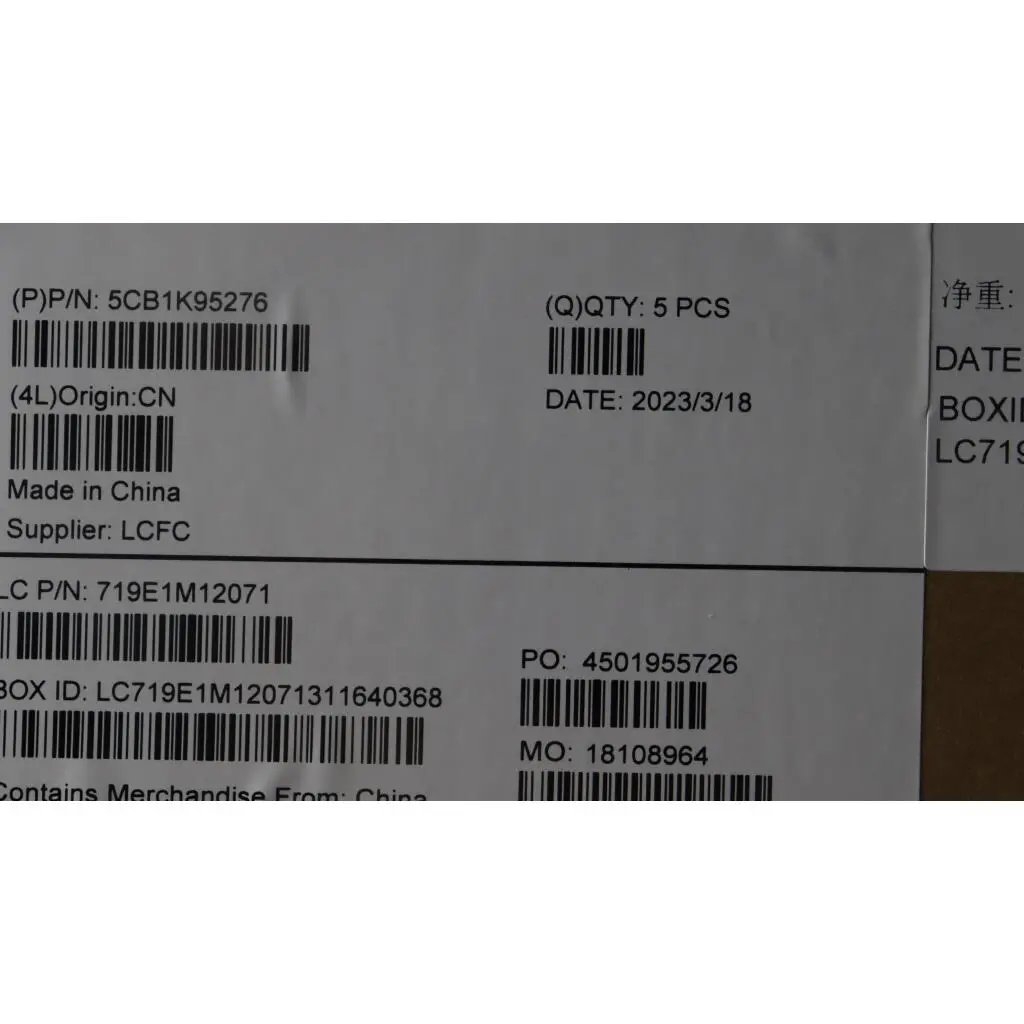 (P)P/N: 5CB1K95276
(Q)QTY: 5 PCS
(4L)Origin:CN
DATE: 2023/3/18
Made in China
Supplier: LCFC
LC P/N: 719E1M12071
PO: 4501955726
BOX ID: LC719E1M12071311640368
MO: 18108964
Contains Merchandise From: China
净重:
DATE
BOXID
LC719